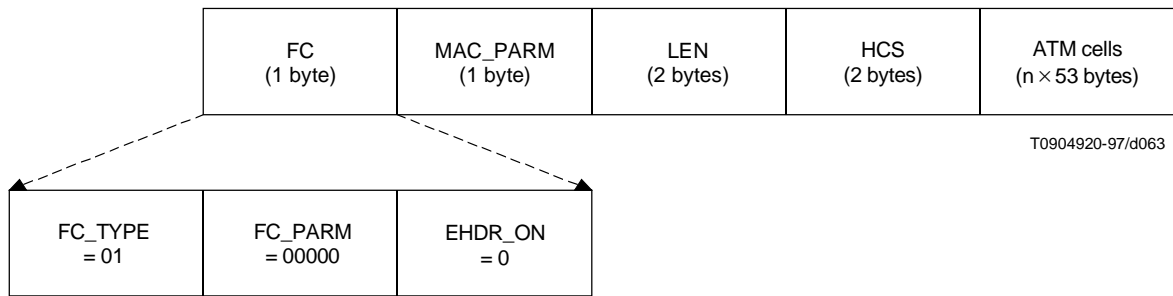 FC MAC_PARM LEN HCS ATM cells
(1 byte) (1 byte) (2 bytes) (2 bytes) (n × 53 bytes)
T0904920-97/d063
FC_TYPE FC_PARM EHDR_ON
= 01 = 00000 = 0